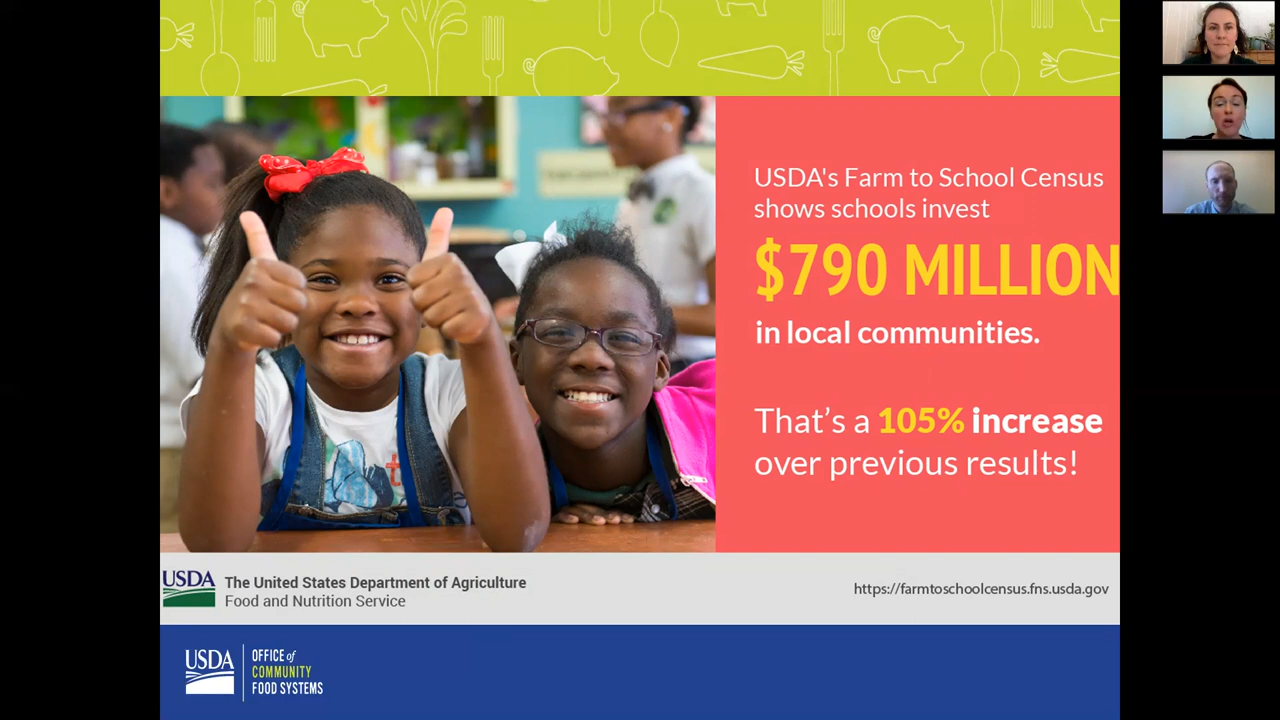 USDA's Farm to School Census
shows schools invest
$790 MILLION
in local communities.
That's a 105% increase
over previous results!
USDA
The United States Department of Agriculture
Food and Nutrition Service
https://farmtoschoolcensus.fns.usda.gov
USDA
OFFICE of
COMMUNITY
FOOD SYSTEMS